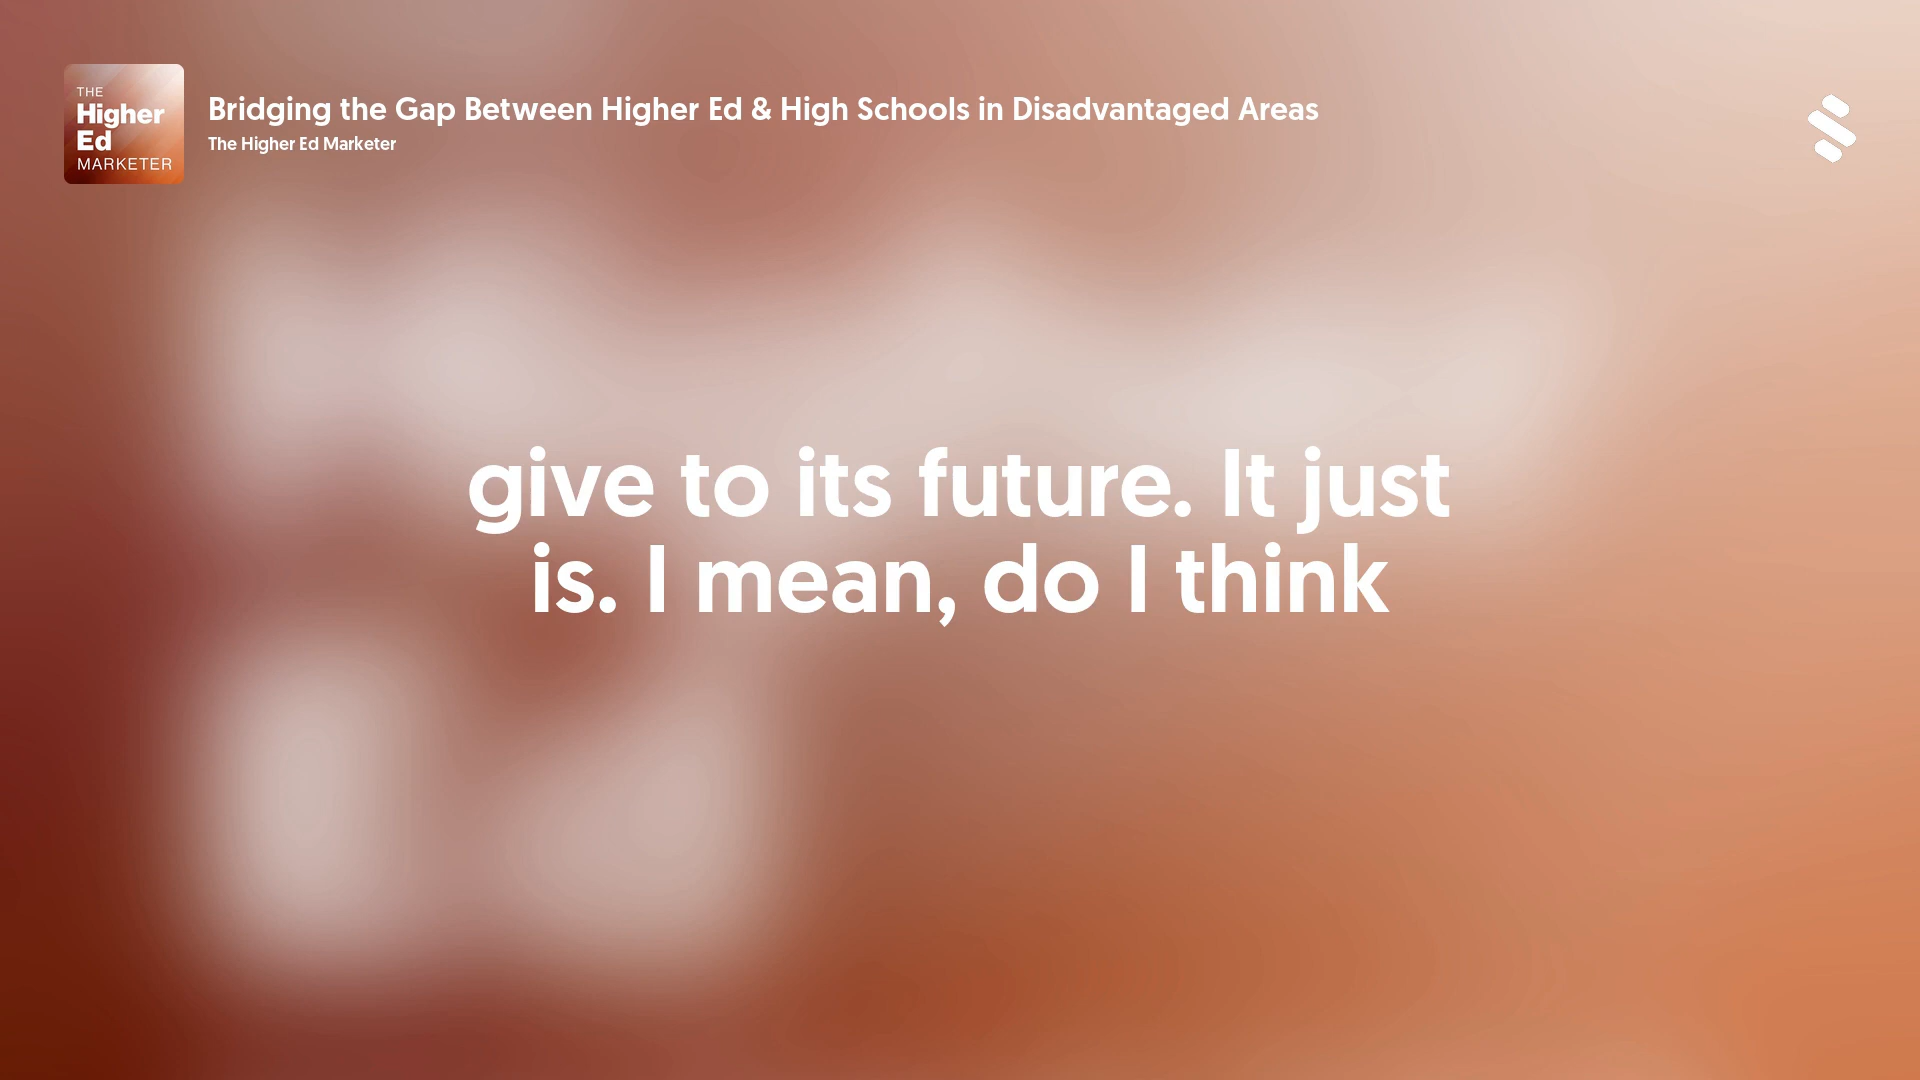 THE
Higher
Ed
MARKETER
Bridging the Gap Between Higher Ed & High Schools in Disadvantaged Areas
The Higher Ed Marketer
give to its future. It just
is. I mean, do I think